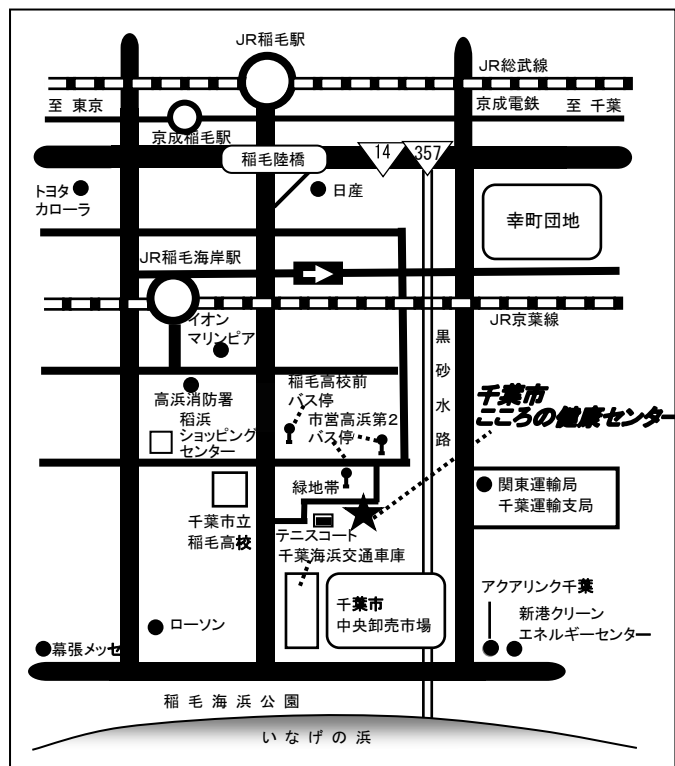 JR稲毛駅
JR総武線
至 東京
京成電鉄
至 千葉
京成稲毛駅
稲毛陸橋
14
357
トヨタ
カローラ
日産
幸町団地
JR稲毛海岸駅
JR京葉線
イオン
マリンピア
黒砂水路
稲毛高校前
バス停
千葉市
こころの健康センター
高浜消防署
稲浜
ショッピング
センター
市営高浜第2
バス停
緑地帯
関東運輸局
千葉運輸支局
千葉市立
稲毛高校
テニスコート
千葉海浜交通車庫
千葉市
中央卸売市場
アクアリンク千葉
新港クリーン
エネルギーセンター
ローソン
幕張メッセ
稲毛海浜公園
いなげの浜